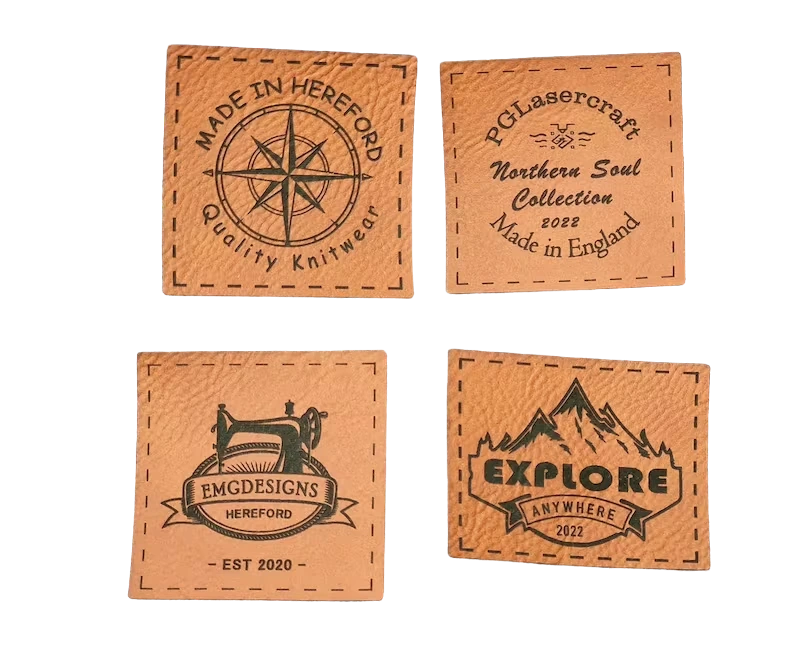 MADE IN HEREFORD
Quality Knitwear
PGLasercraft
Northern Soul
Collection
2022
Made in England
EMGDESIGNS
HEREFORD
- EST 2020 -
EXPLORE
ANYWHERE
2022